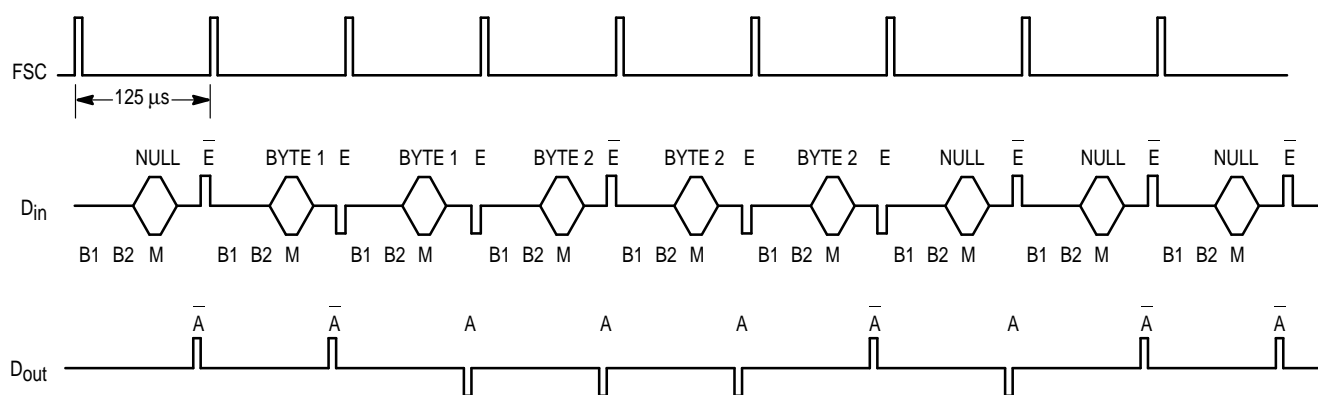 FSC
125 μs
NULL E̅ BYTE 1 E BYTE 1 E BYTE 2 E̅ BYTE 2 E BYTE 2 E NULL E̅ NULL E̅ NULL E̅
Din
B1 B2 M B1 B2 M B1 B2 M B1 B2 M B1 B2 M B1 B2 M B1 B2 M B1 B2 M B1 B2 M
A̅ A̅ A A A A̅ A A̅ A̅
Dout